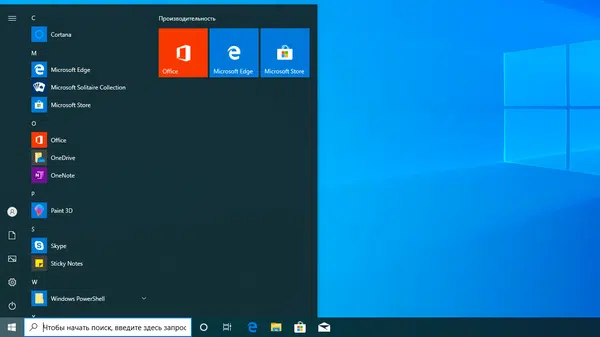 C
Производительность
Cortana
M
Microsoft Edge
Microsoft Solitaire Collection
Microsoft Store
Office
Microsoft Edge
Microsoft Store
O
Office
OneDrive
OneNote
P
Paint 3D
S
Skype
Sticky Notes
W
Windows PowerShell
Чтобы начать поиск, введите здесь запрос